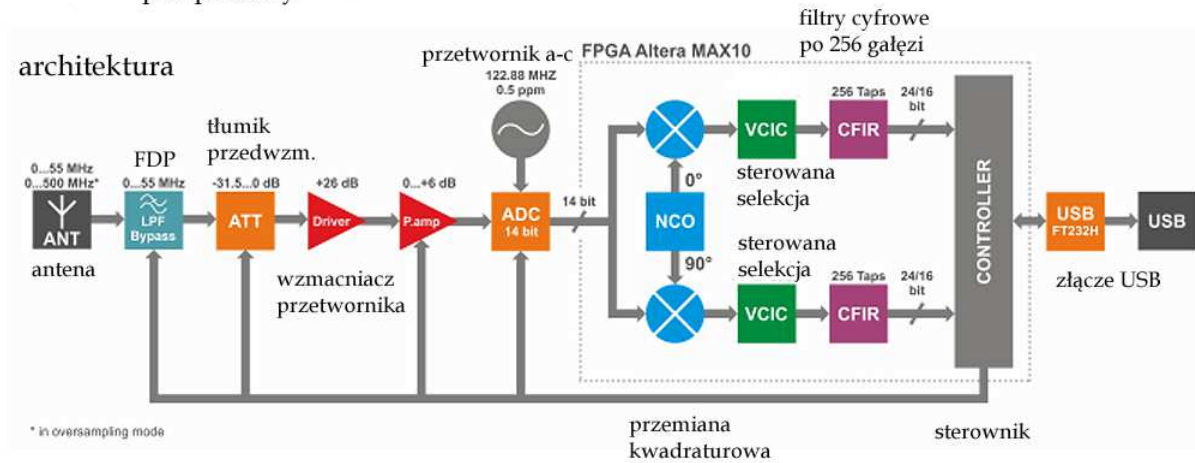 filtry cyfrowe
po 256 gałęzi
architektura
przetwornik a-c
FPGA Altera MAX10
122.88 MHZ
0.5 ppm
256 Taps
24/16
bit
tłumik
przedwzm.
FDP
0...55 MHz
0...500 MHz*
0...55 MHz
-31.5...0 dB
+26 dB
0...+6 dB
VCIC
CFIR
0°
sterowana
selekcja
ANT
LPF
Bypass
ATT
Driver
P.amp
ADC
14 bit
14 bit
NCO
CONTROLLER
USB
FT232H
USB
antena
wzmacniacz
przetwornika
90°
sterowana
selekcja
256 Taps
24/16
bit
złącze USB
VCIC
CFIR
* in oversampling mode
przemiana
kwadraturowa
sterownik